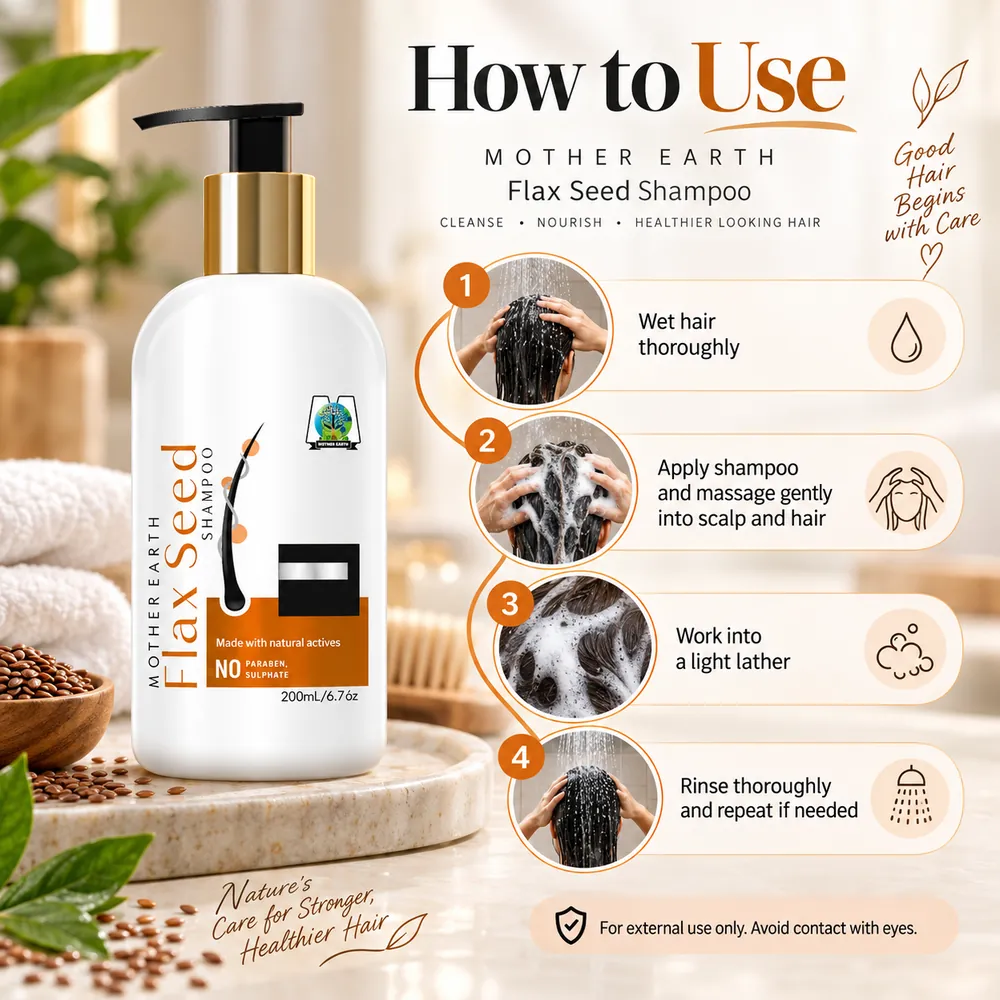 How to Use
MOTHER EARTH
Flax Seed Shampoo
CLEANSE • NOURISH • HEALTHIER LOOKING HAIR
Good
Hair
Begins
with Care
1
Wet hair
thoroughly
2
Apply shampoo
and massage gently
into scalp and hair
3
Work into
a light lather
4
Rinse thoroughly
and repeat if needed
For external use only. Avoid contact with eyes.
MOTHER EARTH
MOTHER EARTH
Flax Seed
SHAMPOO
Made with natural actives
NO PARABEN,
SULPHATE
200mL/6.7oz
Nature's
Care for Stronger,
Healthier Hair